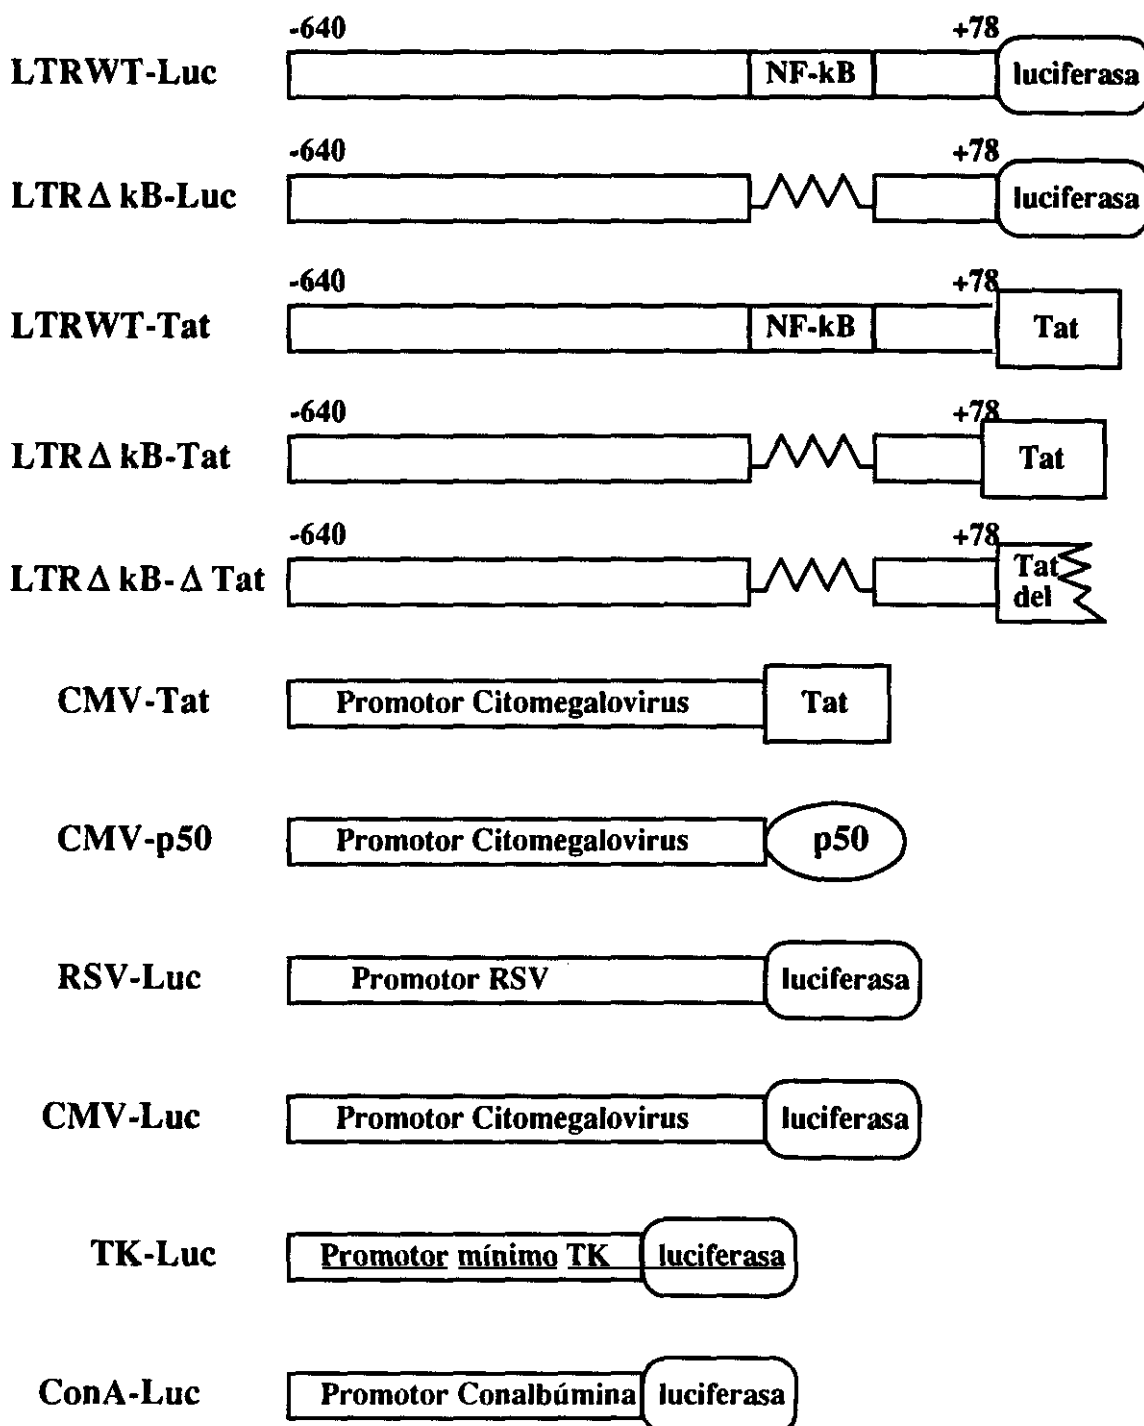 -640 +78
LTRWT-Luc NF-kB luciferasa
-640 +78
LTR Δ kB-Luc luciferasa
-640 +78
LTRWT-Tat NF-kB Tat
-640 +78
LTR Δ kB-Tat Tat
-640 +78
LTR Δ kB-Δ Tat Tat
del
CMV-Tat Promotor Citomegalovirus Tat
CMV-p50 Promotor Citomegalovirus p50
RSV-Luc Promotor RSV luciferasa
CMV-Luc Promotor Citomegalovirus luciferasa
TK-Luc Promotor mínimo TK luciferasa
ConA-Luc Promotor Conalbúmina luciferasa